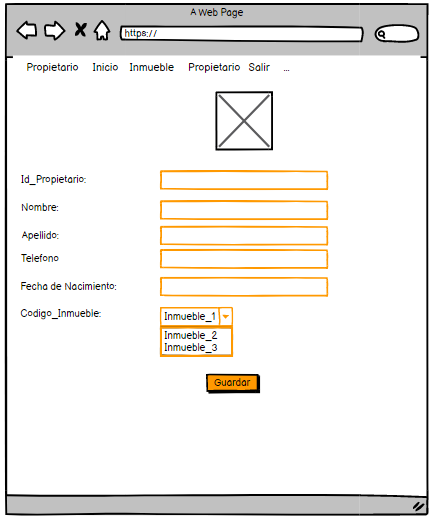 A Web Page
https://
Propietario Inicio Inmueble Propietario Salir ...
Id_Propietario:
Nombre:
Apellido:
Telefono
Fecha de Nacimiento:
Codigo_Inmueble: Inmueble_1
Inmueble_2
Inmueble_3
Guardar